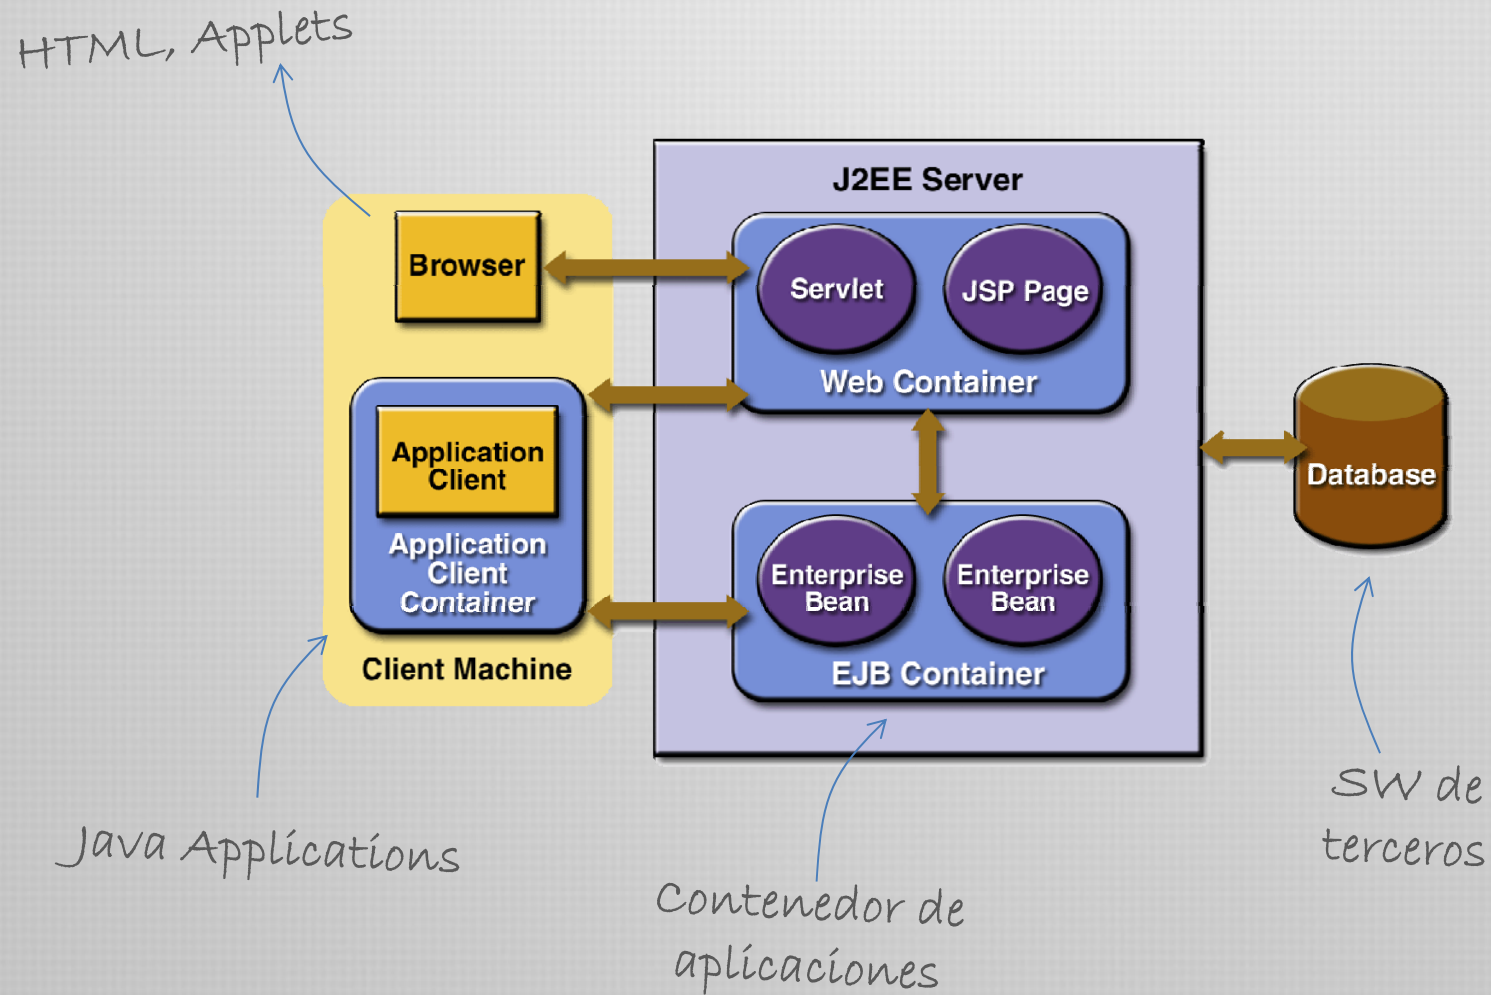 HTML, Applets
J2EE Server
Browser
Servlet
JSP Page
Web Container
Application
Client
Application
Client
Container
Client Machine
Enterprise
Bean
Enterprise
Bean
EJB Container
Database
Java Applications
Contenedor de
aplicaciones
SW de
terceros